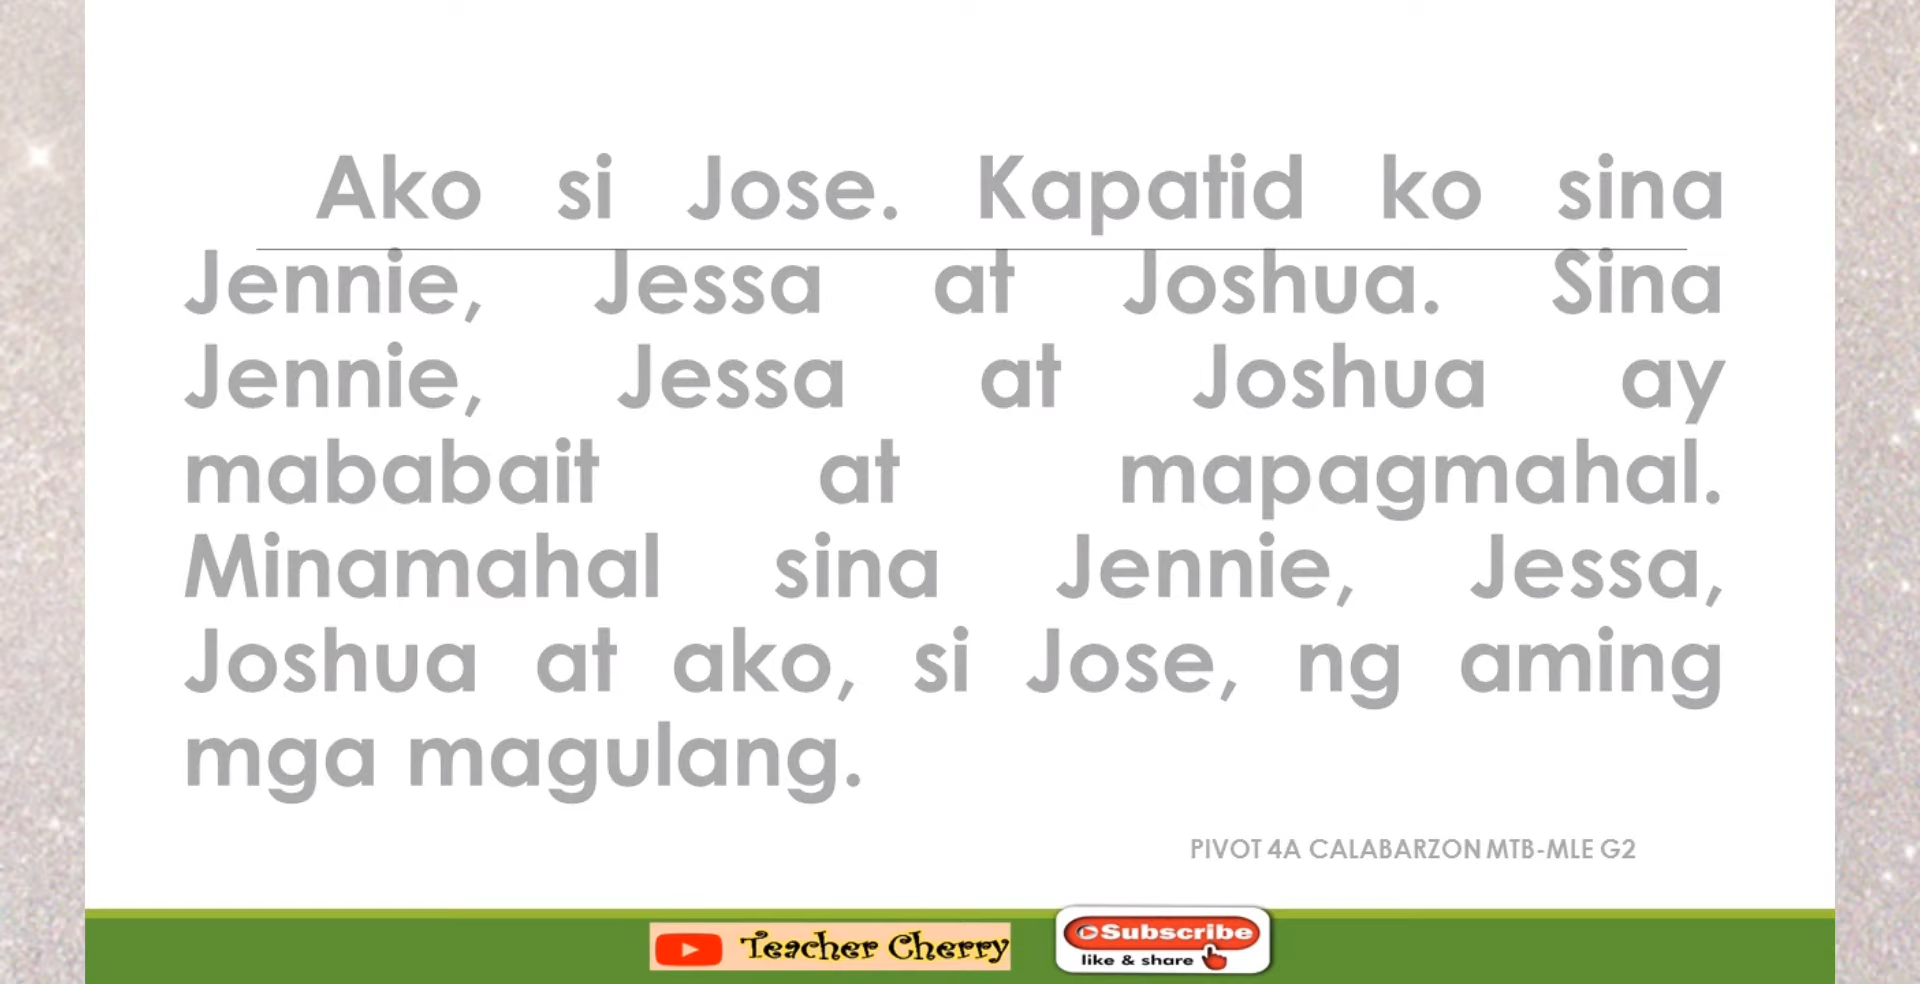 Ako si Jose. Kapatid ko sina
Jennie, Jessa at Joshua. Sina
Jennie, Jessa at Joshua ay
mababait at mapagmahal.
Minamahal sina Jennie, Jessa,
Joshua at ako, si Jose, ng aming
mga magulang.
PIVOT 4A CALABARZON MTB-MLE G2
Teacher Cherry
Subscribe
like & share